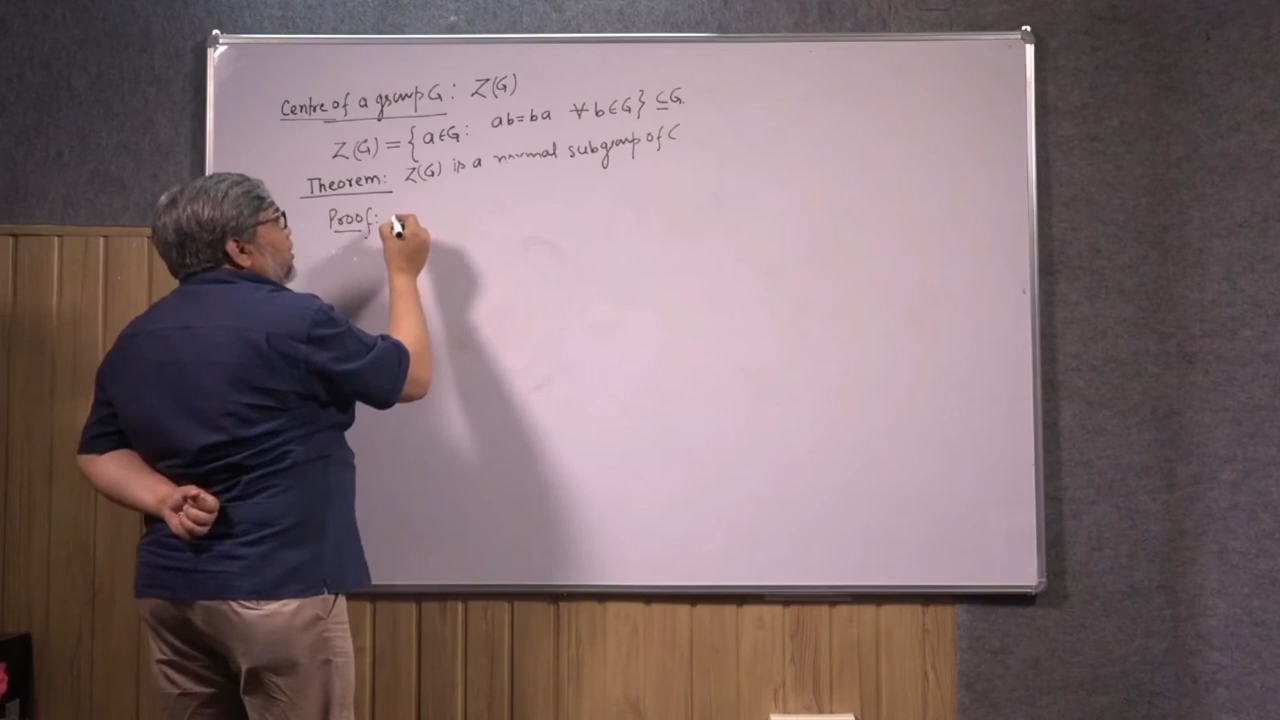 Centre of a group G: Z(G)
Z(G) = { a∈G: ab=ba ∀ b∈G } ⊆ G.
Theorem: Z(G) is a normal subgroup of G
Proof: